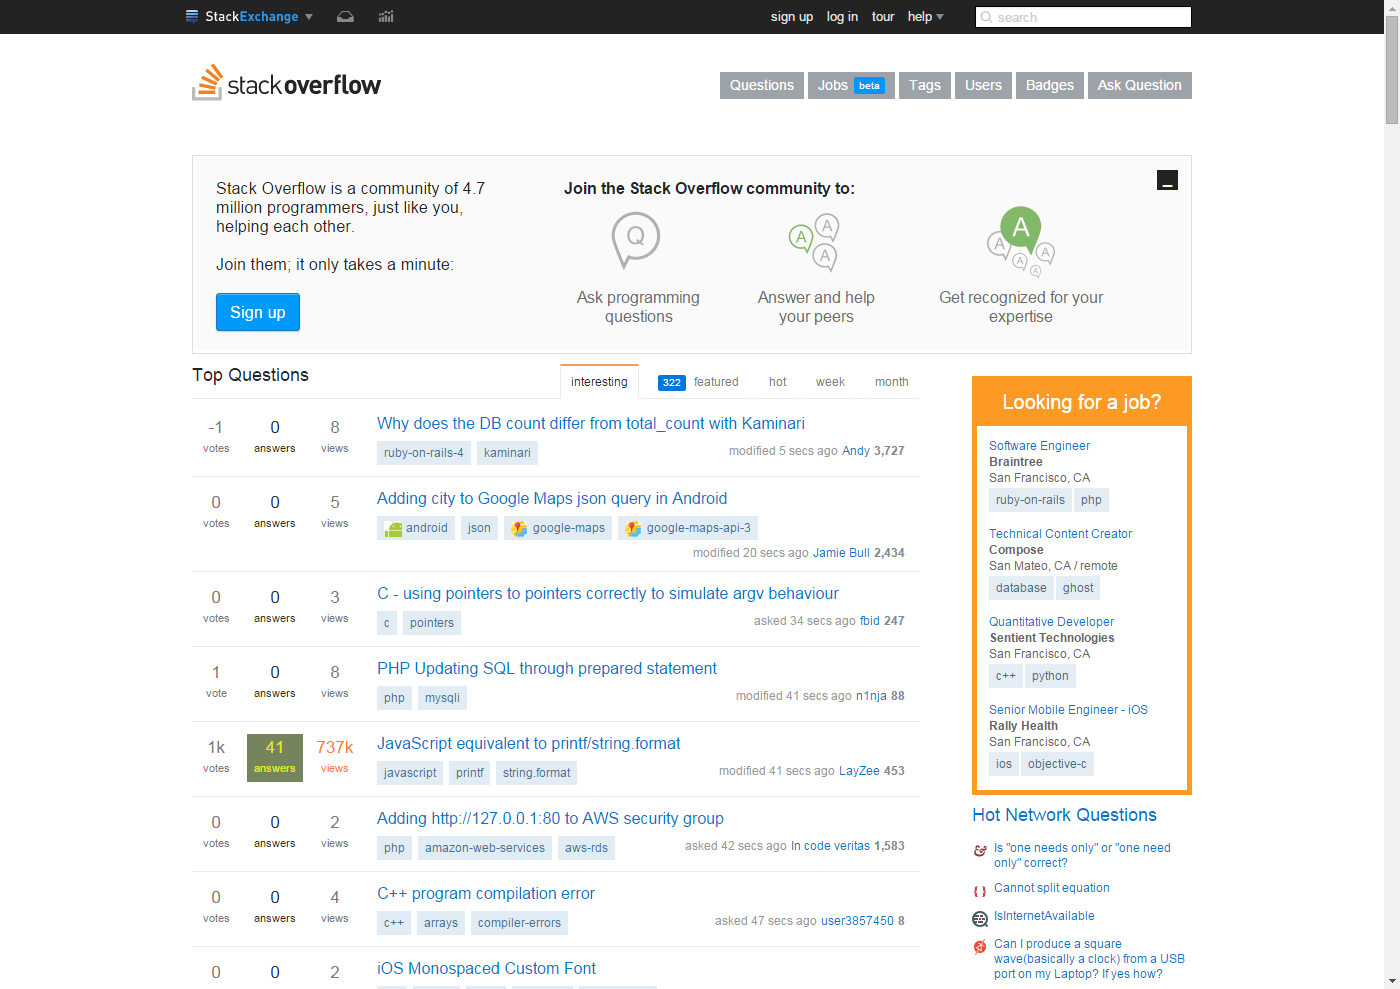 StackExchange
sign up log in tour help
search
stackoverflow
Questions Jobs beta Tags Users Badges Ask Question
Stack Overflow is a community of 4.7
million programmers, just like you,
helping each other.
Join them; it only takes a minute:
Sign up
Join the Stack Overflow community to:
Q
A A A
A A A A A
Ask programming
questions
Answer and help
your peers
Get recognized for your
expertise
Top Questions
interesting 322 featured hot week month
-1 votes 0 answers 8 views
Why does the DB count differ from total_count with Kaminari
ruby-on-rails-4 kaminari
modified 5 secs ago Andy 3,727
0 votes 0 answers 5 views
Adding city to Google Maps json query in Android
android json google-maps google-maps-api-3
modified 20 secs ago Jamie Bull 2,434
0 votes 0 answers 3 views
C - using pointers to pointers correctly to simulate argv behaviour
c pointers
asked 34 secs ago fbid 247
1 vote 0 answers 8 views
PHP Updating SQL through prepared statement
php mysqli
modified 41 secs ago n1nja 88
1k votes 41 answers 737k views
JavaScript equivalent to printf/string.format
javascript printf string.format
modified 41 secs ago LayZee 453
0 votes 0 answers 2 views
Adding http://127.0.0.1:80 to AWS security group
php amazon-web-services aws-rds
asked 42 secs ago In code veritas 1,583
0 votes 0 answers 4 views
C++ program compilation error
c++ arrays compiler-errors
asked 47 secs ago user3857450 8
0 0 2
iOS Monospaced Custom Font
Looking for a job?
Software Engineer
Braintree
San Francisco, CA
ruby-on-rails php
Technical Content Creator
Compose
San Mateo, CA / remote
database ghost
Quantitative Developer
Sentient Technologies
San Francisco, CA
c++ python
Senior Mobile Engineer - iOS
Rally Health
San Francisco, CA
ios objective-c
Hot Network Questions
Is "one needs only" or "one need
only" correct?
Cannot split equation
IsInternetAvailable
Can I produce a square
wave(basically a clock) from a USB
port on my Laptop? If yes how?